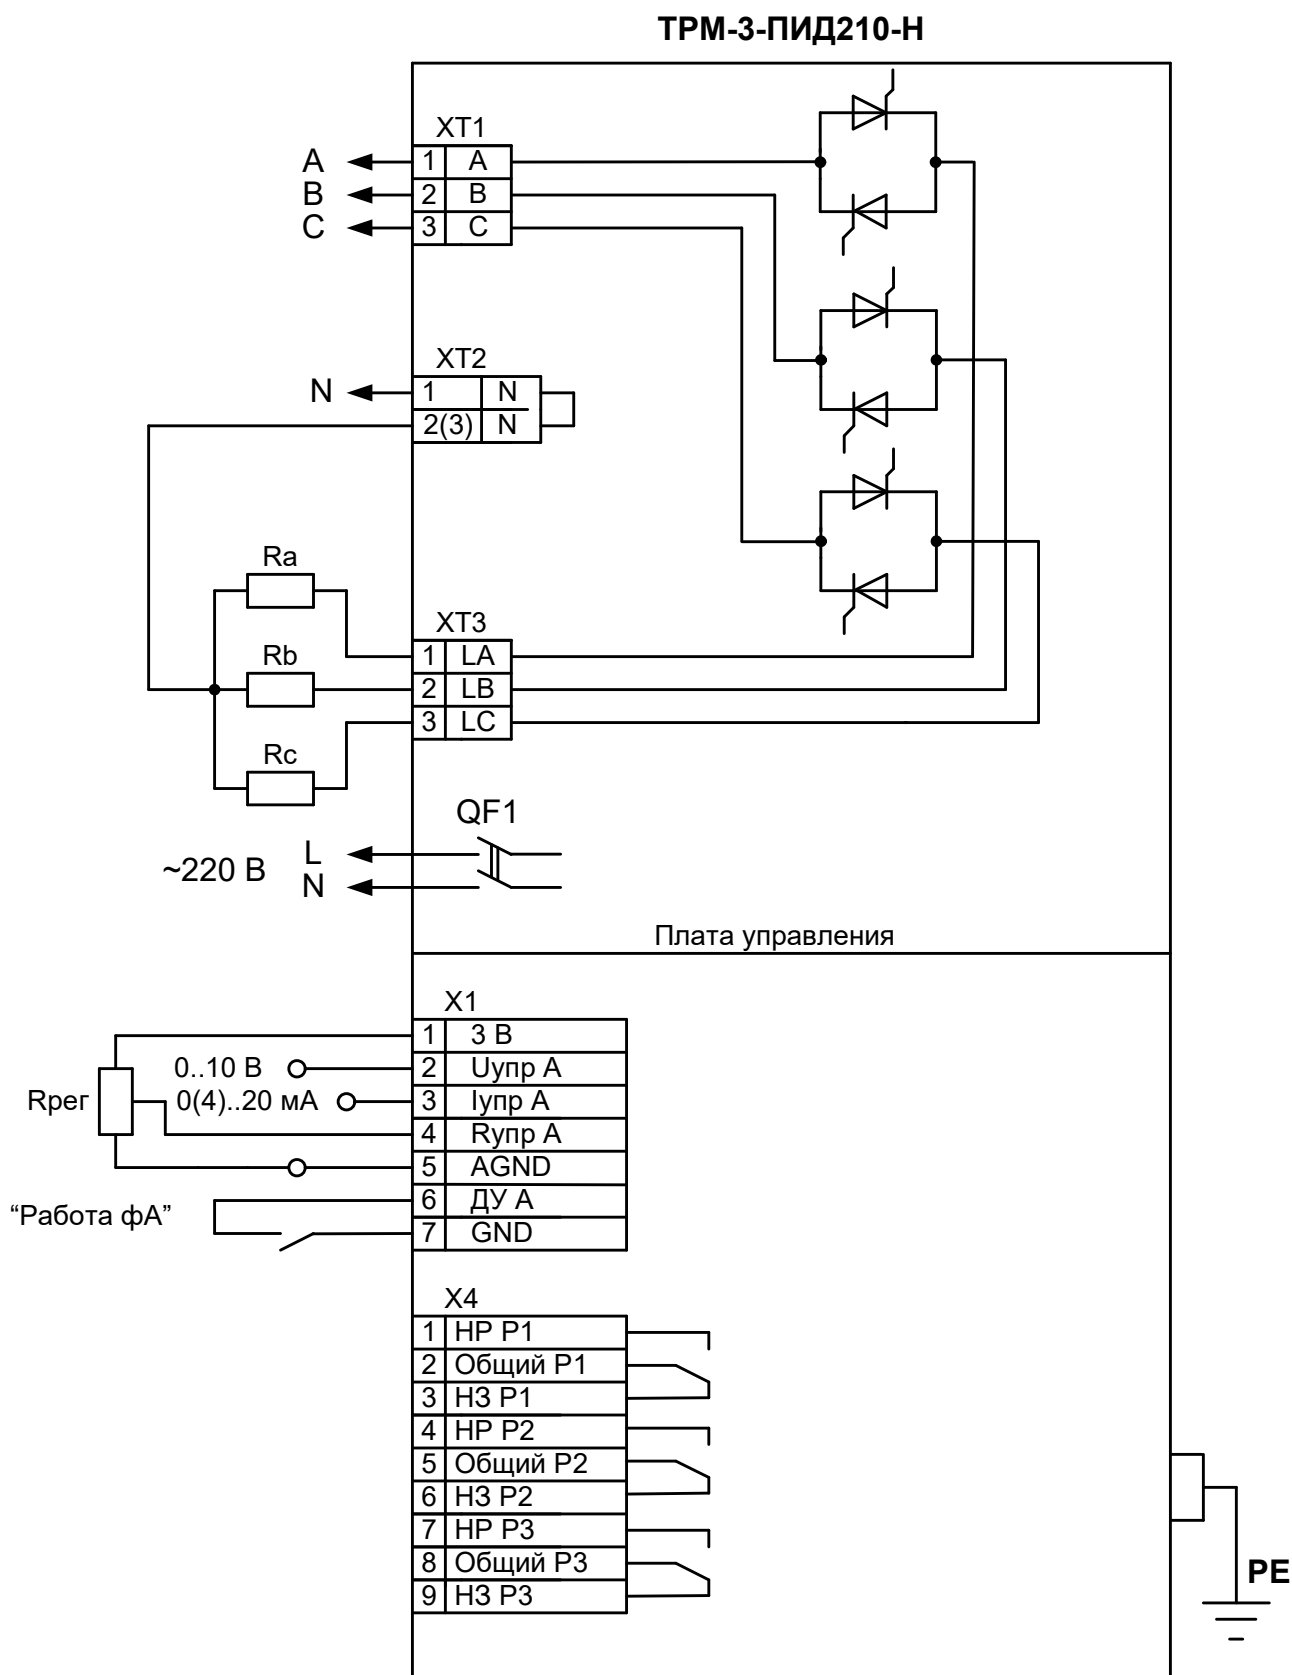 ТРМ-3-ПИД210-Н
XT1
A 1 A
B 2 B
C 3 C
XT2
N 1 N
2(3) N
Ra
XT3
1 LA
Rb
2 LB
3 LC
Rc
QF1
~220 В L
N
Плата управления
X1
1 3 В
0..10 В 2 Uупр А
Rрег 0(4)..20 мА 3 Iупр А
4 Rупр А
5 AGND
“Работа фА” 6 ДУ А
7 GND
X4
1 НР Р1
2 Общий Р1
3 НЗ Р1
4 НР Р2
5 Общий Р2
6 НЗ Р2
7 НР Р3
8 Общий Р3
9 НЗ Р3
PE